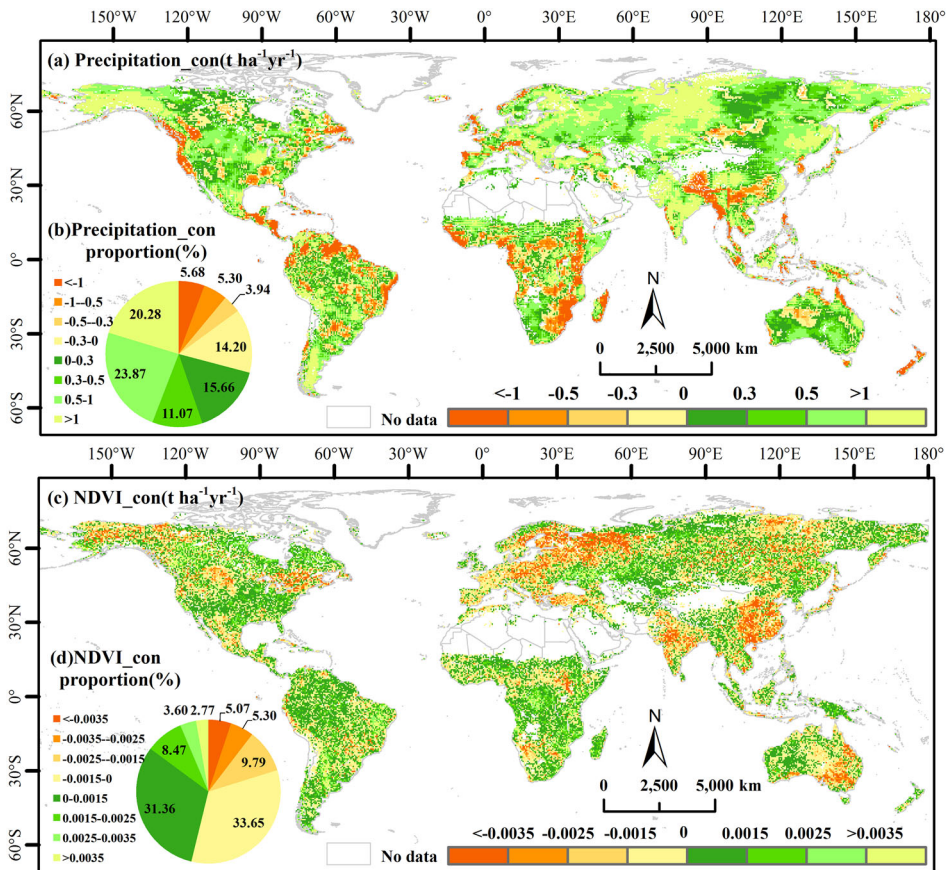 150°W 120°W 90°W 60°W 30°W 0° 30°E 60°E 90°E 120°E 150°E 180°
(a) Precipitation_con(t ha⁻¹yr⁻¹)
60°N
30°N
0°
30°S
60°S
(b)Precipitation_con
proportion(%)
<-1
-1--0.5
-0.5--0.3
-0.3-0
0-0.3
0.3-0.5
0.5-1
>1
5.68
5.30
3.94
14.20
15.66
11.07
23.87
20.28
N
0 2,500 5,000 km
<-1 -0.5 -0.3 0 0.3 0.5 >1
No data
150°W 120°W 90°W 60°W 30°W 0° 30°E 60°E 90°E 120°E 150°E 180°
(c) NDVI_con(t ha⁻¹yr⁻¹)
60°N
30°N
0°
30°S
60°S
(d)NDVI_con
proportion(%)
<-0.0035
-0.0035--0.0025
-0.0025--0.0015
-0.0015-0
0-0.0015
0.0015-0.0025
0.0025-0.0035
>0.0035
3.60 2.77 5.07
5.30
9.79
33.65
31.36
8.47
N
0 2,500 5,000 km
<-0.0035 -0.0025 -0.0015 0 0.0015 0.0025 >0.0035
No data